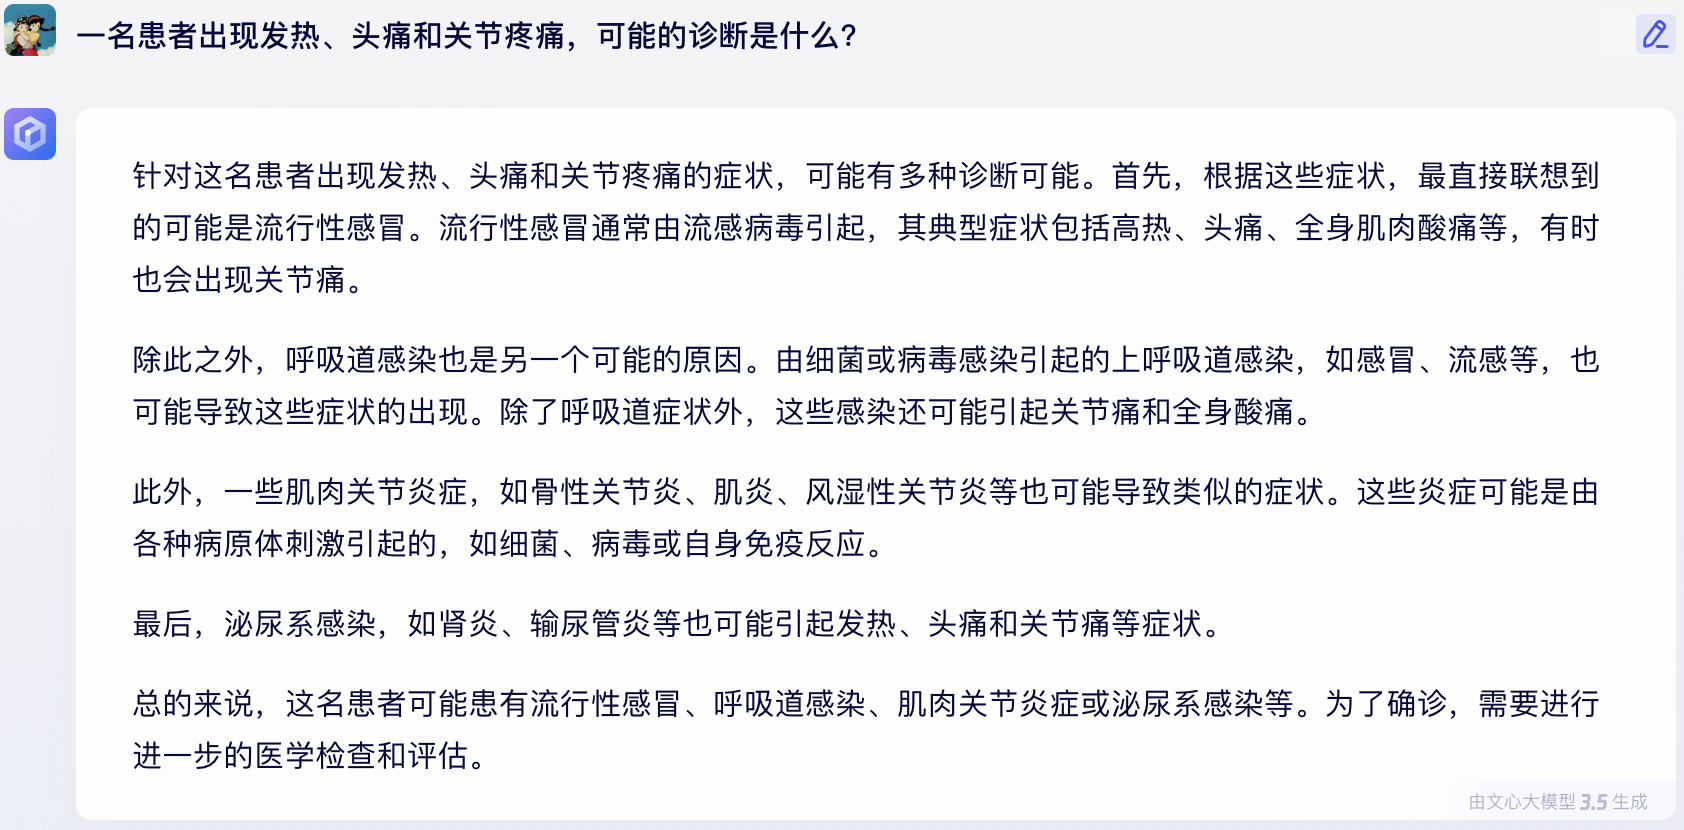 一名患者出现发热、头痛和关节疼痛，可能的诊断是什么?
针对这名患者出现发热、头痛和关节疼痛的症状，可能有多种诊断可能。首先，根据这些症状，最直接联想到
的可能是流行性感冒。流行性感冒通常由流感病毒引起，其典型症状包括高热、头痛、全身肌肉酸痛等，有时
也会出现关节痛。
除此之外，呼吸道感染也是另一个可能的原因。由细菌或病毒感染引起的上呼吸道感染，如感冒、流感等，也
可能导致这些症状的出现。除了呼吸道症状外，这些感染还可能引起关节痛和全身酸痛。
此外，一些肌肉关节炎症，如骨性关节炎、肌炎、风湿性关节炎等也可能导致类似的症状。这些炎症可能是由
各种病原体刺激引起的，如细菌、病毒或自身免疫反应。
最后，泌尿系感染，如肾炎、输尿管炎等也可能引起发热、头痛和关节痛等症状。
总的来说，这名患者可能患有流行性感冒、呼吸道感染、肌肉关节炎症或泌尿系感染等。为了确诊，需要进行
进一步的医学检查和评估。
由文心大模型 3.5 生成